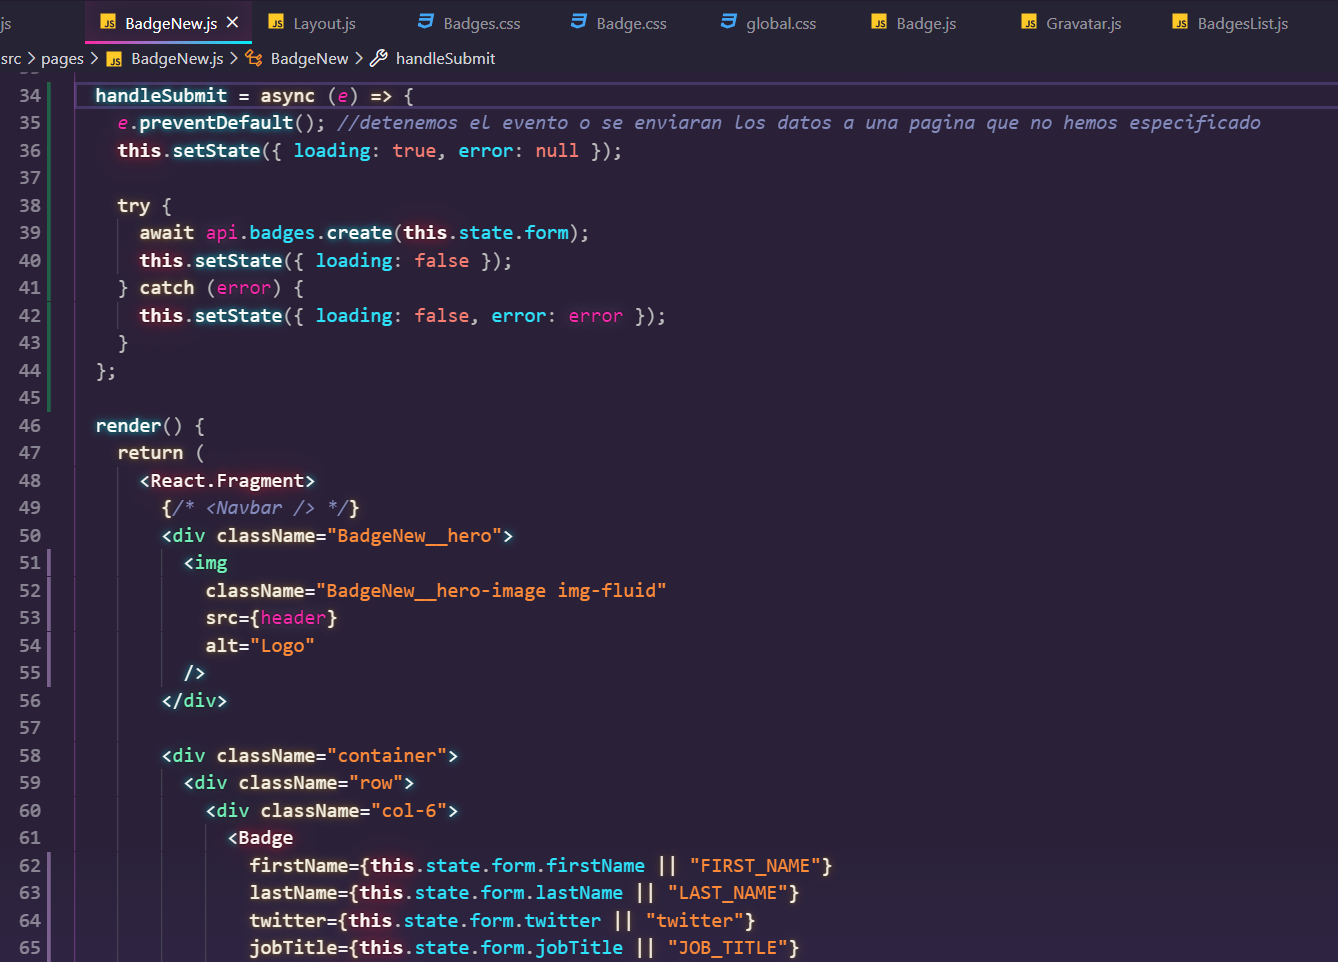 js
BadgeNew.js
Layout.js
Badges.css
Badge.css
global.css
Badge.js
Gravatar.js
BadgesList.js
src > pages > JS BadgeNew.js > BadgeNew > handleSubmit
34 handleSubmit = async (e) => {
35 e.preventDefault(); //detenemos el evento o se enviaran los datos a una pagina que no hemos especificado
36 this.setState({ loading: true, error: null });
37
38 try {
39 await api.badges.create(this.state.form);
40 this.setState({ loading: false });
41 } catch (error) {
42 this.setState({ loading: false, error: error });
43 }
44 };
45
46 render() {
47 return (
48 <React.Fragment>
49 {/* <Navbar /> */}
50 <div className="BadgeNew__hero">
51 <img
52 className="BadgeNew__hero-image img-fluid"
53 src={header}
54 alt="Logo"
55 />
56 </div>
57
58 <div className="container">
59 <div className="row">
60 <div className="col-6">
61 <Badge
62 firstName={this.state.form.firstName || "FIRST_NAME"}
63 lastName={this.state.form.lastName || "LAST_NAME"}
64 twitter={this.state.form.twitter || "twitter"}
65 jobTitle={this.state.form.jobTitle || "JOB_TITLE"}